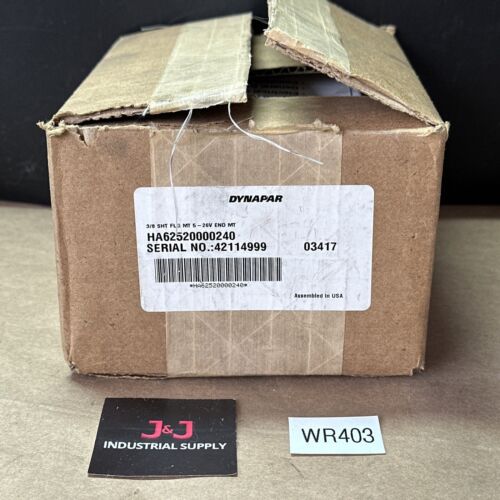 DYNAPAR
3/8 SHT FLG MT 5-26V END MT
HA62520000240
SERIAL NO.:42114999 03417
*HA62520000240*
Assembled in USA
J&J
INDUSTRIAL SUPPLY
WR403